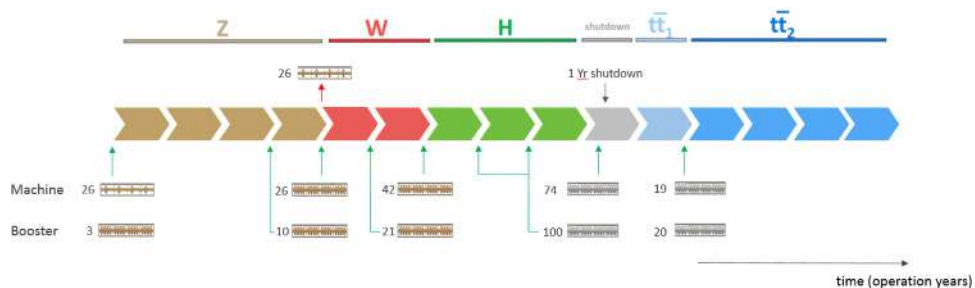 Z W H shutdown tt̅₁ tt̅₂
26 1 Yr shutdown
Machine 26 26 42 74 19
Booster 3 10 21 100 20
time (operation years)